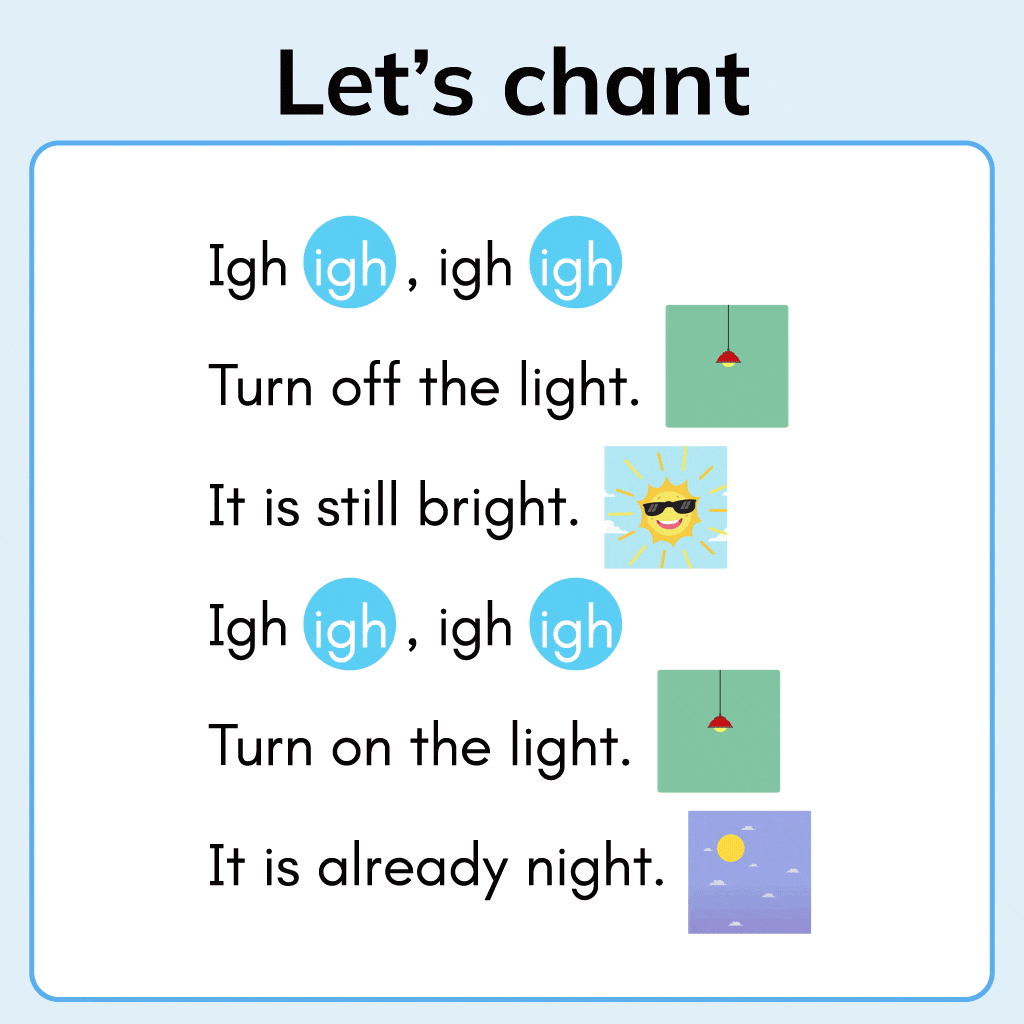 Let’s chant
Igh igh , igh igh
Turn off the light.
It is still bright.
Igh igh , igh igh
Turn on the light.
It is already night.